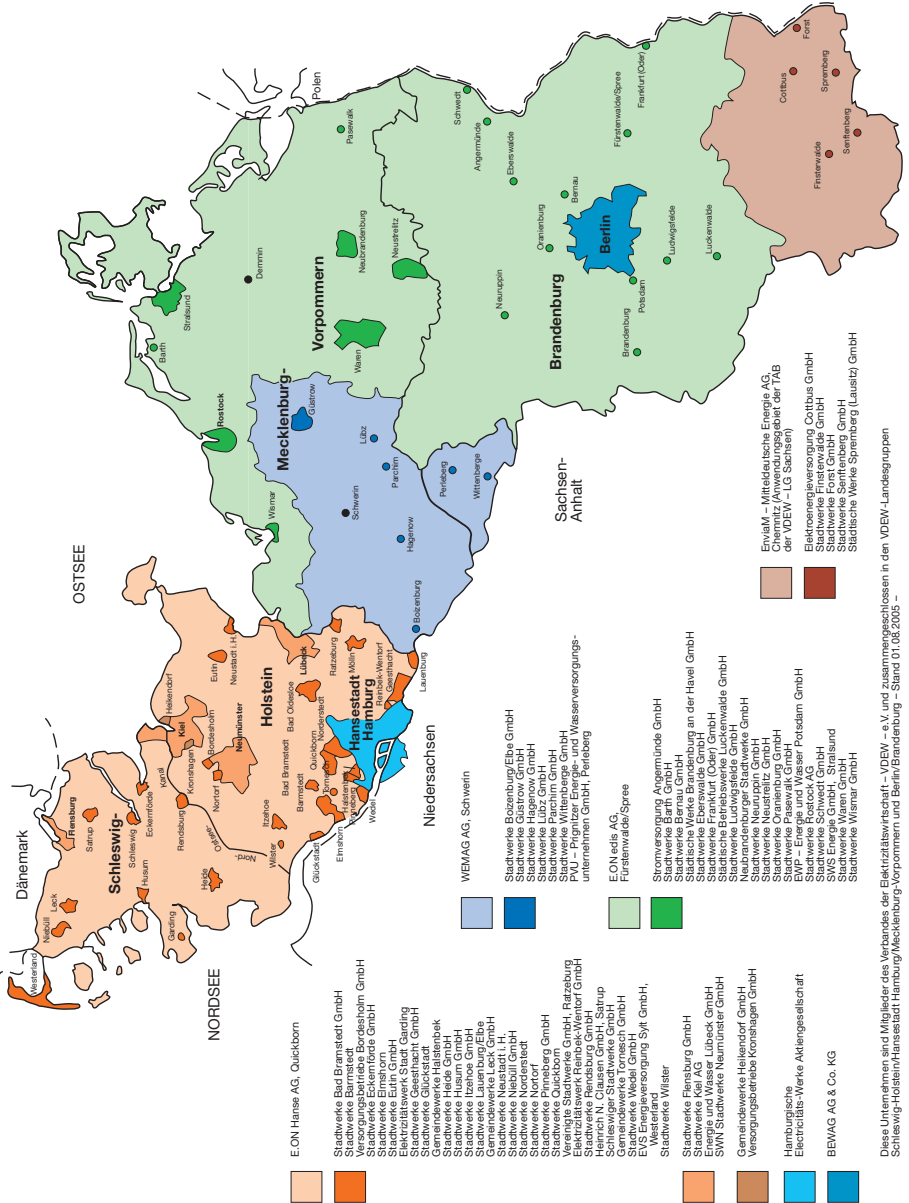 Dänemark
OSTSEE
NORDSEE
Polen
Niedersachsen
Sachsen-
Anhalt
Schleswig-
Holstein
Hansestadt
Hamburg
Mecklenburg-
Vorpommern
Brandenburg
Berlin
Westerland
Niebüll
Leck
Flensburg
Satrup
Schleswig
Husum
Garding
Eckernförde
Kanal
Rendsburg
Ostsee-
Nord-
Heide
Kronshagen
Kiel
Heikendorf
Bordesholm
Nortorf
Neumünster
Eutin
Neustadt i.H.
Itzehoe
Wilster
Glückstadt
Bad Bramstedt
Barmstedt
Elmshorn
Quickborn
Tornesch
Halstenbek
Pinneberg
Wedel
Norderstedt
Bad Oldesloe
Lübeck
Ratzeburg
Mölln
Reinbek-Wentorf
Geesthacht
Lauenburg
Boizenburg
Hagenow
Schwerin
Wismar
Rostock
Güstrow
Lübz
Parchim
Perleberg
Wittenberge
Barth
Stralsund
Demmin
Waren
Neubrandenburg
Neustrelitz
Pasewalk
Schwedt
Angermünde
Eberswalde
Bernau
Oranienburg
Neuruppin
Brandenburg
Potsdam
Ludwigsfelde
Luckenwalde
Fürstenwalde/Spree
Frankfurt (Oder)
Cottbus
Forst
Spremberg
Senftenberg
Finsterwalde
E.ON Hanse AG, Quickborn
Stadtwerke Bad Bramstedt GmbH
Stadtwerke Barmstedt
Versorgungsbetriebe Bordesholm GmbH
Stadtwerke Eckernförde GmbH
Stadtwerke Elmshorn
Stadtwerke Eutin GmbH
Elektrizitätswerk Stadt Garding
Stadtwerke Geesthacht GmbH
Stadtwerke Glückstadt
Gemeindewerke Halstenbek
Stadtwerke Heide GmbH
Stadtwerke Husum GmbH
Stadtwerke Itzehoe GmbH
Stadtwerke Lauenburg/Elbe
Gemeindewerke Leck GmbH
Stadtwerke Neustadt i. H.
Stadtwerke Niebüll GmbH
Stadtwerke Norderstedt
Stadtwerke Nortorf
Stadtwerke Pinneberg GmbH
Stadtwerke Quickborn
Vereinigte Stadtwerke GmbH, Ratzeburg
Elektrizitätswerk Reinbek-Wentorf GmbH
Stadtwerke Rendsburg GmbH
Heinrich N. Clausen GmbH, Satrup
Schleswiger Stadtwerke GmbH
Gemeindewerke Tornesch GmbH
Stadtwerke Wedel GmbH
EVS Energieversorgung Sylt GmbH,
Westerland
Stadtwerke Wilster
Stadtwerke Flensburg GmbH
Stadtwerke Kiel AG
Energie und Wasser Lübeck GmbH
SWN Stadtwerke Neumünster GmbH
Gemeindewerke Heikendorf GmbH
Versorgungsbetriebe Kronshagen GmbH
Hamburgische
Electricitäts-Werke Aktiengesellschaft
BEWAG AG & Co. KG
WEMAG AG, Schwerin
Stadtwerke Boizenburg/Elbe GmbH
Stadtwerke Güstrow GmbH
Stadtwerke Hagenow GmbH
Stadtwerke Lübz GmbH
Stadtwerke Parchim GmbH
Stadtwerke Wittenberge GmbH
PVU – Prignitzer Energie- und Wasserversorgungs-
unternehmen GmbH, Perleberg
E.ON edis AG,
Fürstenwalde/Spree
Stromversorgung Angermünde GmbH
Stadtwerke Barth GmbH
Stadtwerke Bernau GmbH
Städtische Werke Brandenburg an der Havel GmbH
Stadtwerke Eberswalde GmbH
Stadtwerke Frankfurt (Oder) GmbH
Städtische Betriebswerke Luckenwalde GmbH
Stadtwerke Ludwigsfelde GmbH
Neubrandenburger Stadtwerke GmbH
Stadtwerke Neuruppin GmbH
Stadtwerke Neustrelitz GmbH
Stadtwerke Oranienburg GmbH
Stadtwerke Pasewalk GmbH
EWP – Energie und Wasser Potsdam GmbH
Stadtwerke Rostock AG
Stadtwerke Schwedt GmbH
SWS Energie GmbH, Stralsund
Stadtwerke Waren GmbH
Stadtwerke Wismar GmbH
EnviaM – Mitteldeutsche Energie AG,
Chemnitz (Anwendungsgebiet der TAB
der VDEW – LG Sachsen)
Elektroenergieversorgung Cottbus GmbH
Stadtwerke Finsterwalde GmbH
Stadtwerke Forst GmbH
Stadtwerke Senftenberg GmbH
Städtische Werke Spremberg (Lausitz) GmbH
Diese Unternehmen sind Mitglieder des Verbandes der Elektrizitätswirtschaft – VDEW – e.V. und zusammengeschlossen in den VDEW-Landesgruppen
Schleswig-Holstein/Hansestadt Hamburg/Mecklenburg-Vorpommern und Berlin/Brandenburg – Stand 01.08.2005 –